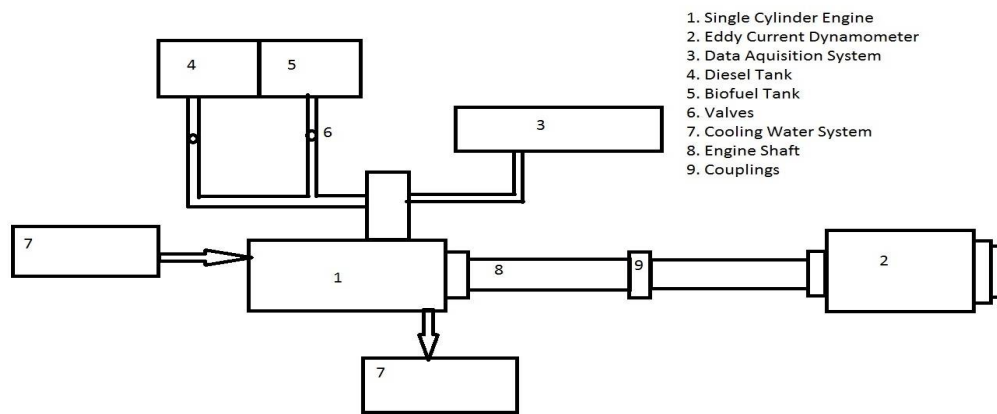 1. Single Cylinder Engine
2. Eddy Current Dynamometer
3. Data Aquisition System
4. Diesel Tank
5. Biofuel Tank
6. Valves
7. Cooling Water System
8. Engine Shaft
9. Couplings
4
5
6
3
7
1
8
9
2
7